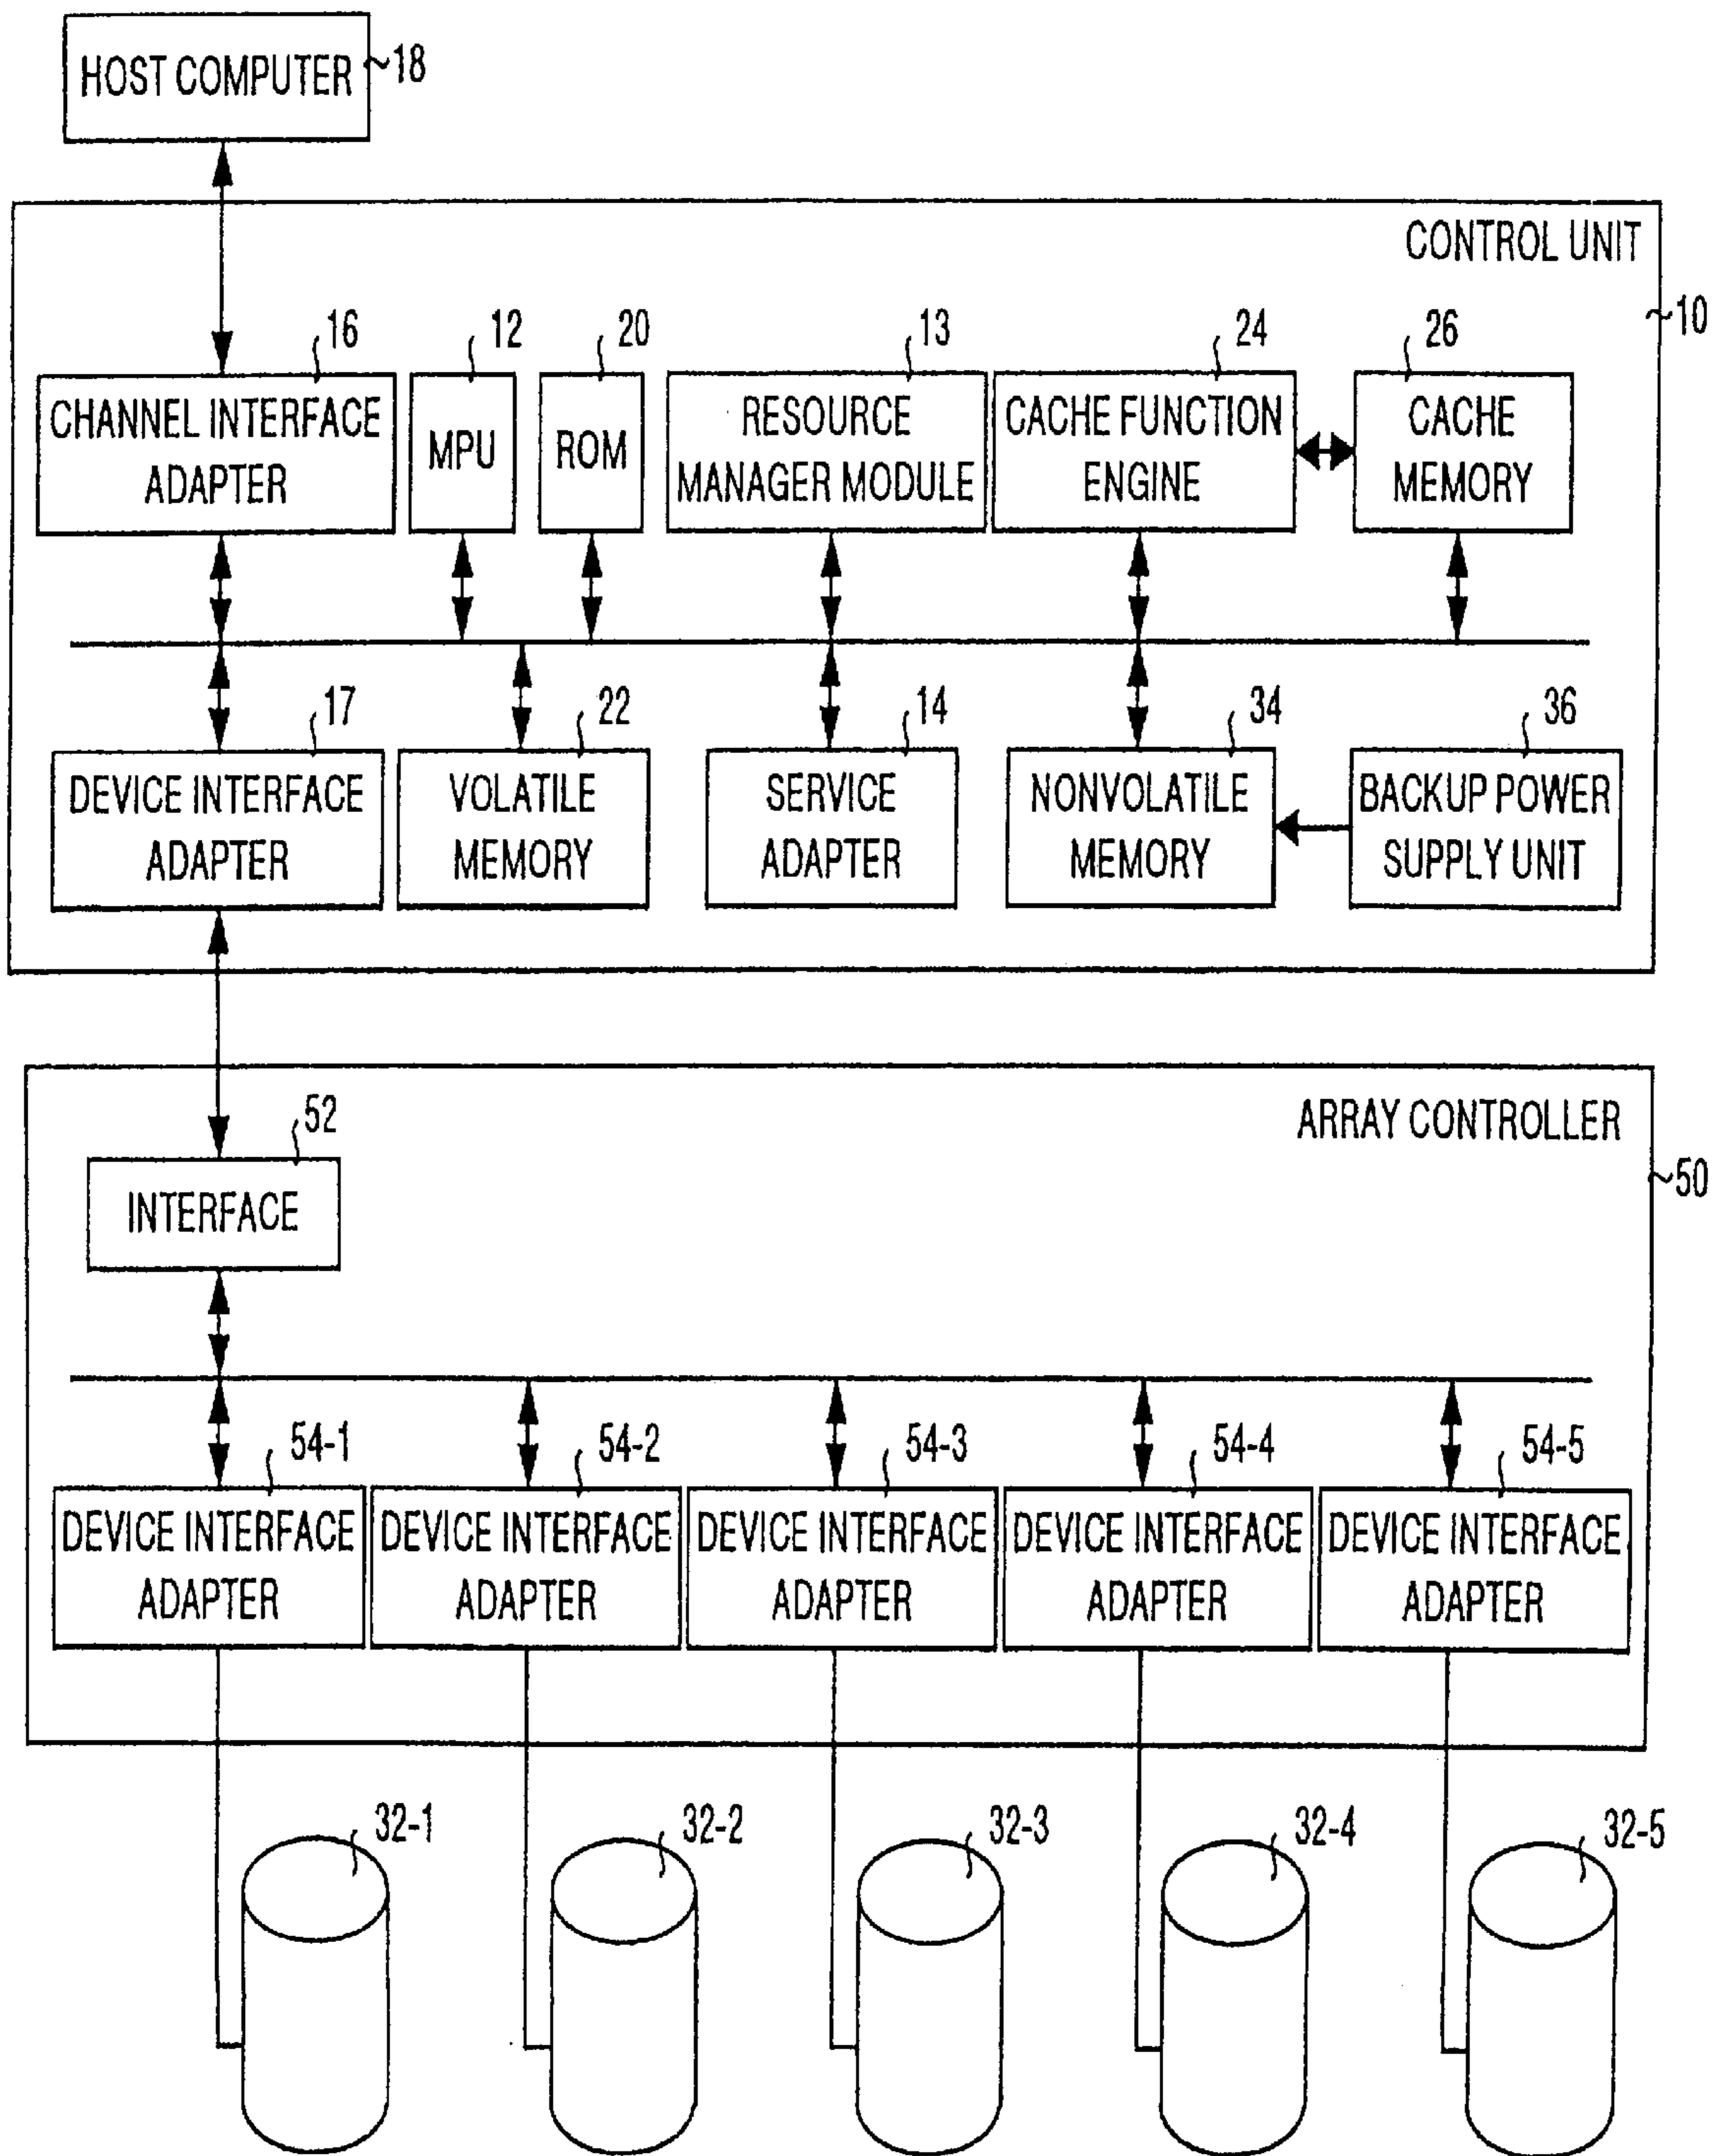 HOST COMPUTER
18
CONTROL UNIT
10
16
12
20
13
24
26
CHANNEL INTERFACE
ADAPTER
MPU
ROM
RESOURCE
MANAGER MODULE
CACHE FUNCTION
ENGINE
CACHE
MEMORY
17
22
14
34
36
DEVICE INTERFACE
ADAPTER
VOLATILE
MEMORY
SERVICE
ADAPTER
NONVOLATILE
MEMORY
BACKUP POWER
SUPPLY UNIT
ARRAY CONTROLLER
50
52
INTERFACE
54-1
54-2
54-3
54-4
54-5
DEVICE INTERFACE
ADAPTER
DEVICE INTERFACE
ADAPTER
DEVICE INTERFACE
ADAPTER
DEVICE INTERFACE
ADAPTER
DEVICE INTERFACE
ADAPTER
32-1
32-2
32-3
32-4
32-5